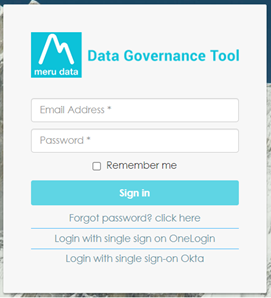 meru data
Data Governance Tool
Email Address *
Password *
Remember me
Sign in
Forgot password? click here
Login with single sign on OneLogin
Login with single sign-on Okta